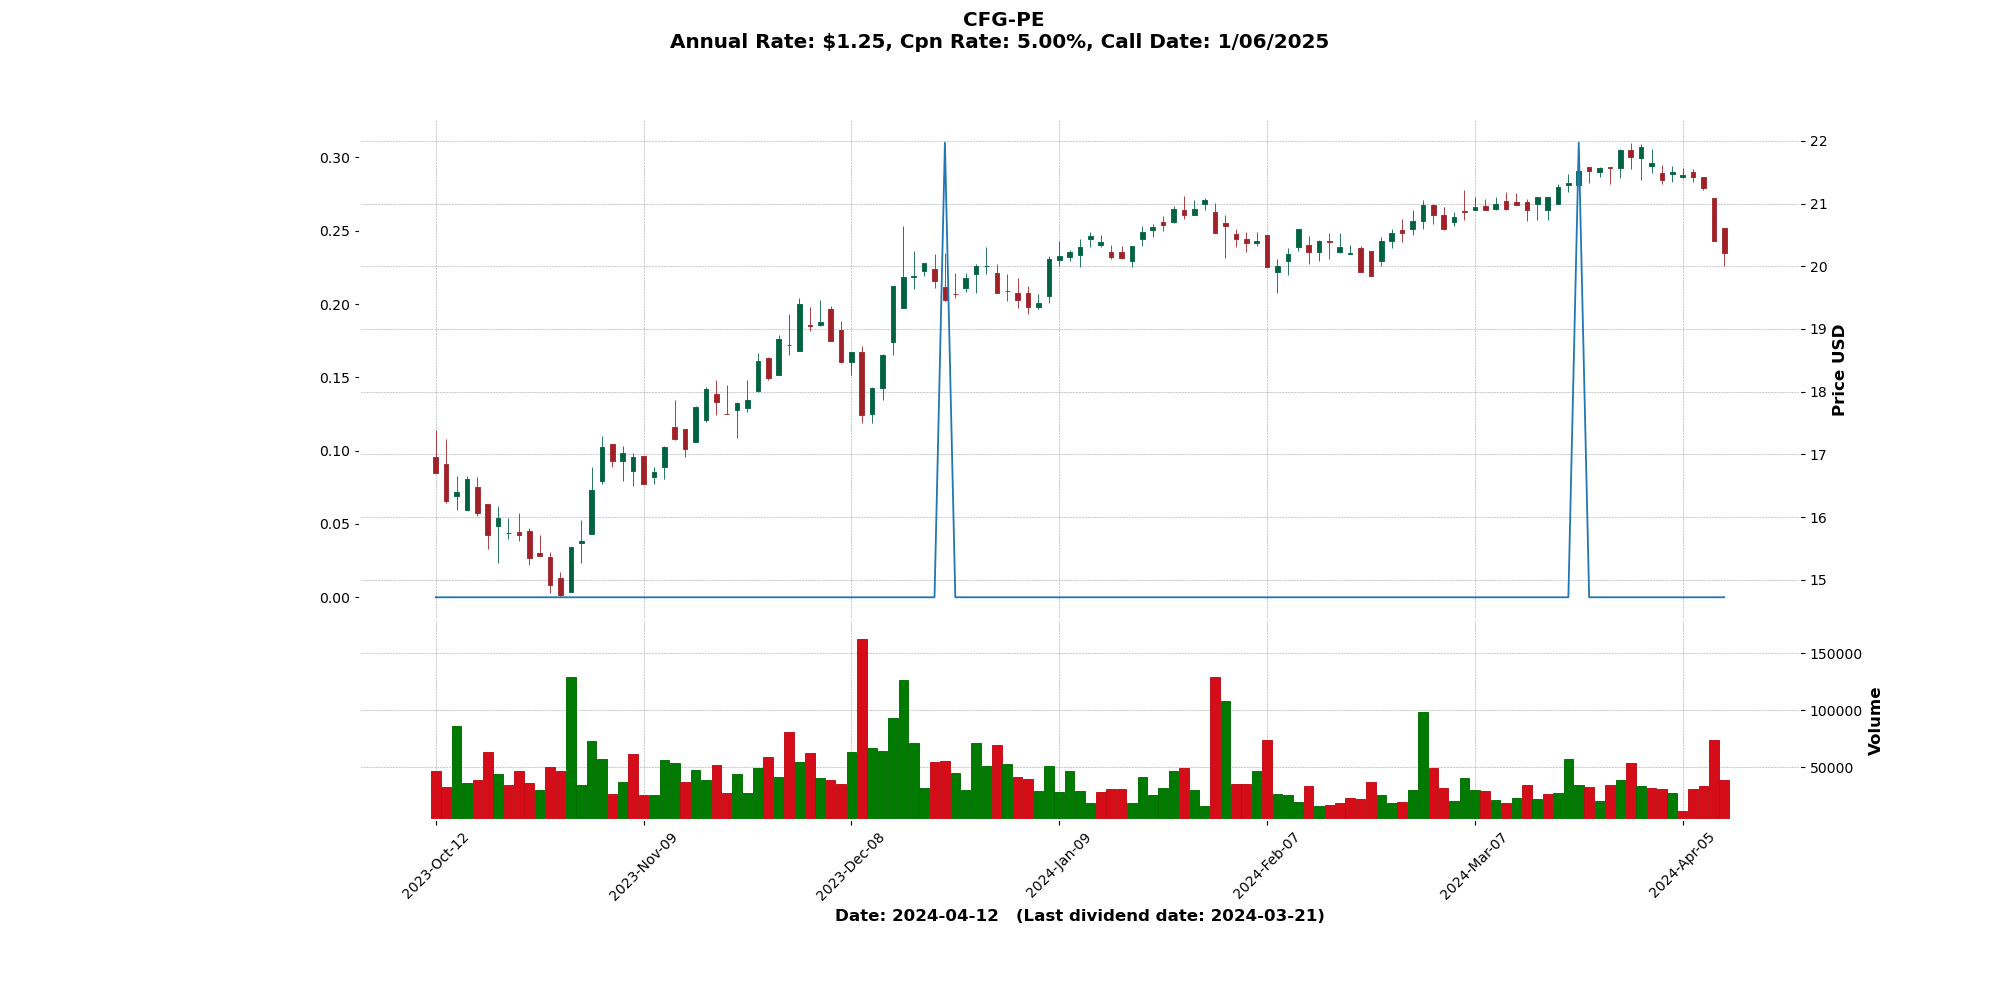 CFG-PE
Annual Rate: $1.25, Cpn Rate: 5.00%, Call Date: 1/06/2025
0.30
0.25
0.20
0.15
0.10
0.05
0.00
22
21
20
19
18
17
16
15
Price USD
150000
100000
50000
Volume
2023-Oct-12
2023-Nov-09
2023-Dec-08
2024-Jan-09
2024-Feb-07
2024-Mar-07
2024-Apr-05
Date: 2024-04-12 (Last dividend date: 2024-03-21)